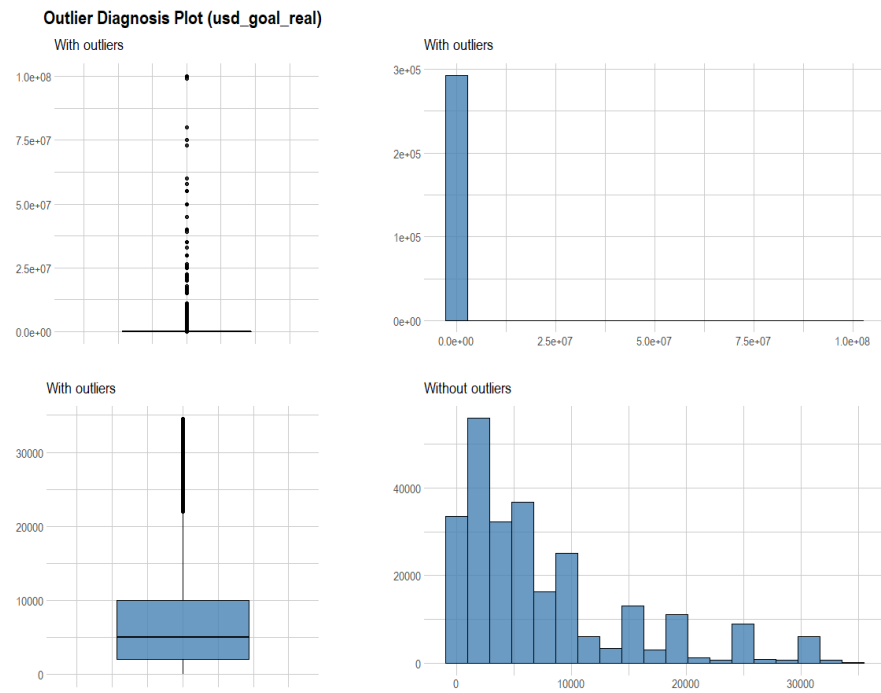 Outlier Diagnosis Plot (usd_goal_real)
With outliers
1.0e+08
7.5e+07
5.0e+07
2.5e+07
0.0e+00
With outliers
3e+05
2e+05
1e+05
0e+00
0.0e+00 2.5e+07 5.0e+07 7.5e+07 1.0e+08
With outliers
30000
20000
10000
0
Without outliers
40000
20000
0
0 10000 20000 30000